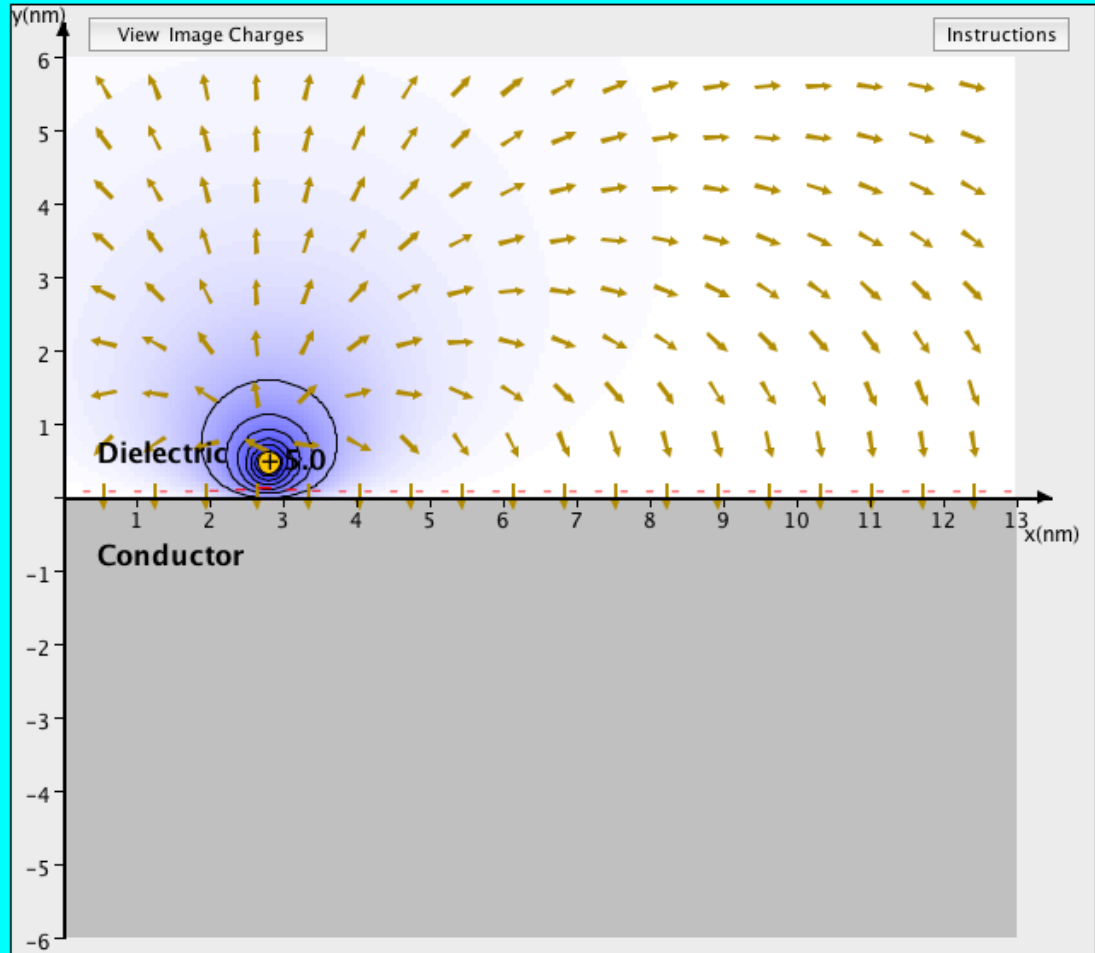 y(nm)
View Image Charges
Instructions
6
5
4
3
2
1
Dielectric
+ 5.0
1 2 3 4 5 6 7 8 9 10 11 12 13
x(nm)
Conductor
-1
-2
-3
-4
-5
-6